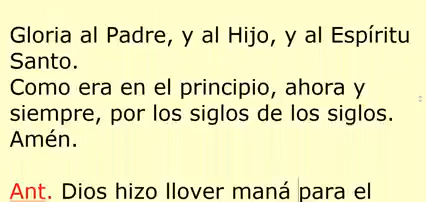 Gloria al Padre, y al Hijo, y al Espíritu
Santo.
Como era en el principio, ahora y
siempre, por los siglos de los siglos.
Amén.
Ant. Dios hizo llover maná para el